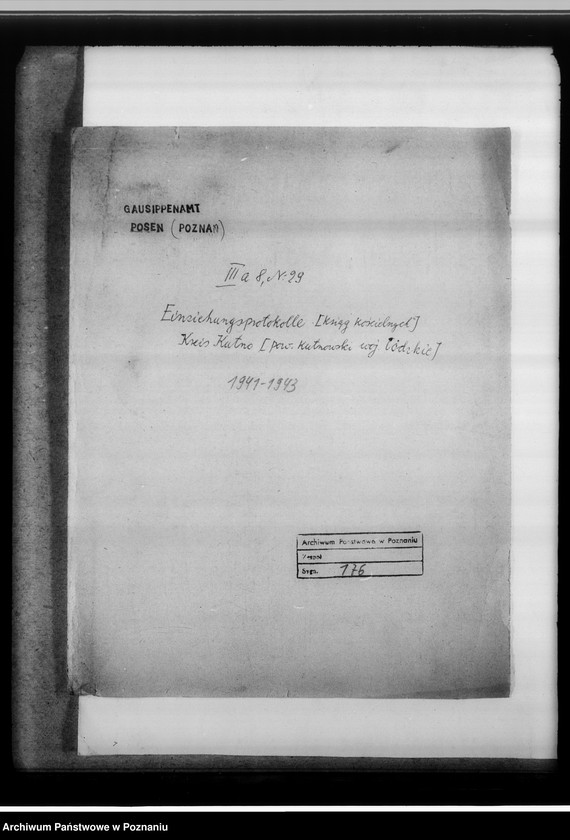 GAUSIPPENAMT
POSEN (POZNAŃ)
III a 8, N. 29
Einziehungsprotokolle [ksiąg kościelnych]
Kreis Kutno [pow. kutnowski woj łódzkie]
1941-1943
Archiwum Państwowe w Poznaniu
Zespół
Sygn. 176
Archiwum Państwowe w Poznaniu